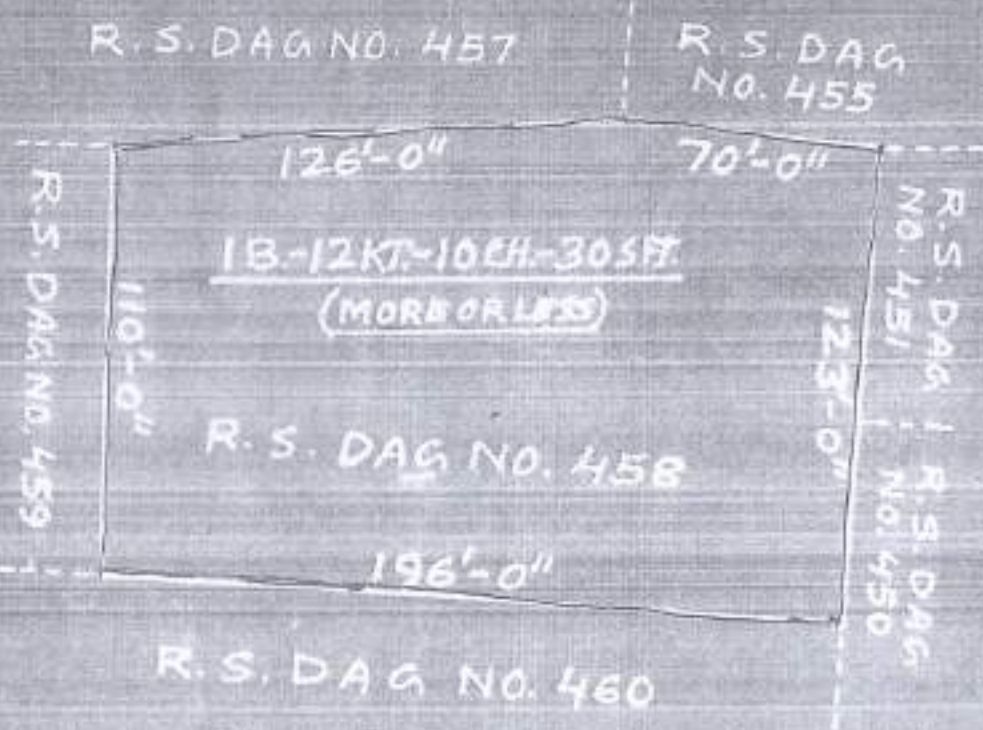 R. S. DAG NO. 457
R. S. DAG
NO. 455
126'-0"
70'-0"
1B.-12KT.-10CH.-30SFT.
(MORE OR LESS)
R.S. DAG NO. 459
110'-0"
123'-0"
R.S. DAG
NO. 451
R. S. DAG NO. 458
R.S. DAG
NO. 450
196'-0"
R. S. DAG NO. 460